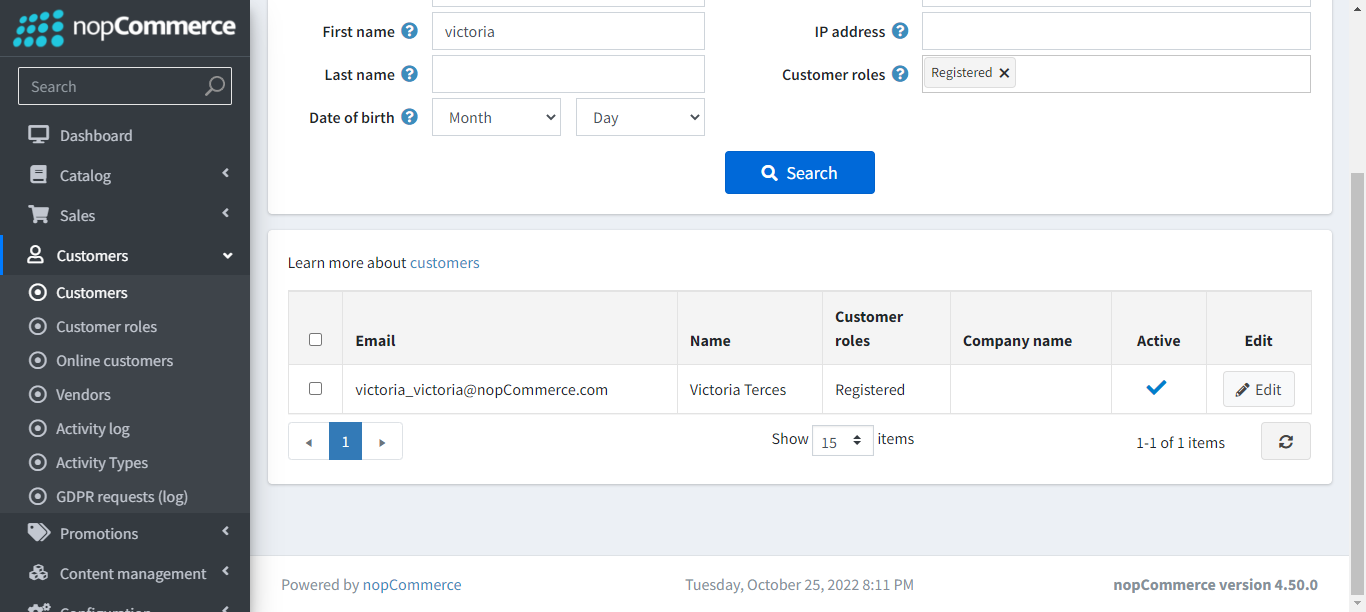 nopCommerce
Search
Dashboard
Catalog
Sales
Customers
Customers
Customer roles
Online customers
Vendors
Activity log
Activity Types
GDPR requests (log)
Promotions
Content management
Configuration
First name ? victoria
IP address ?
Last name ?
Customer roles ? Registered ×
Date of birth ? Month Day
Search
Learn more about customers
Email Name Customer roles Company name Active Edit
victoria_victoria@nopCommerce.com Victoria Terces Registered Edit
1
Show 15 items
1-1 of 1 items
Powered by nopCommerce
Tuesday, October 25, 2022 8:11 PM
nopCommerce version 4.50.0